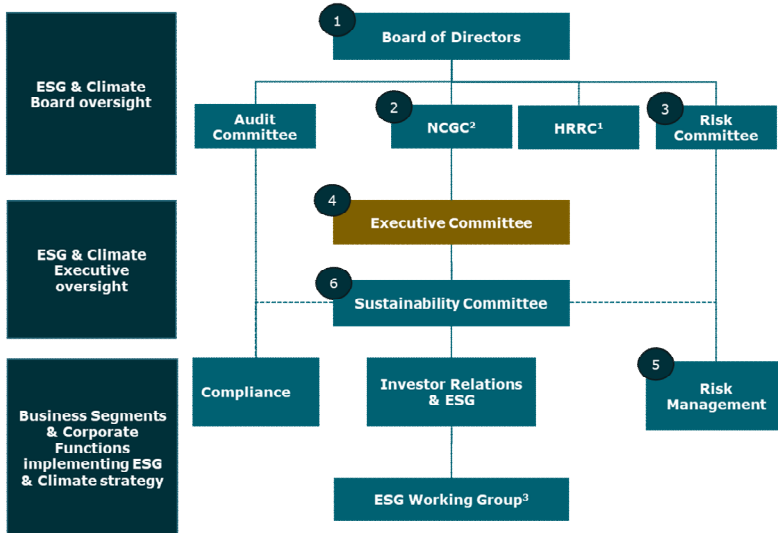 1
Board of Directors
ESG & Climate
Board oversight
Audit
Committee
2
NCGC²
HRRC¹
3
Risk
Committee
4
Executive Committee
ESG & Climate
Executive
oversight
6
Sustainability Committee
Compliance
Investor Relations
& ESG
5
Risk
Management
Business Segments
& Corporate
Functions
implementing ESG
& Climate strategy
ESG Working Group³